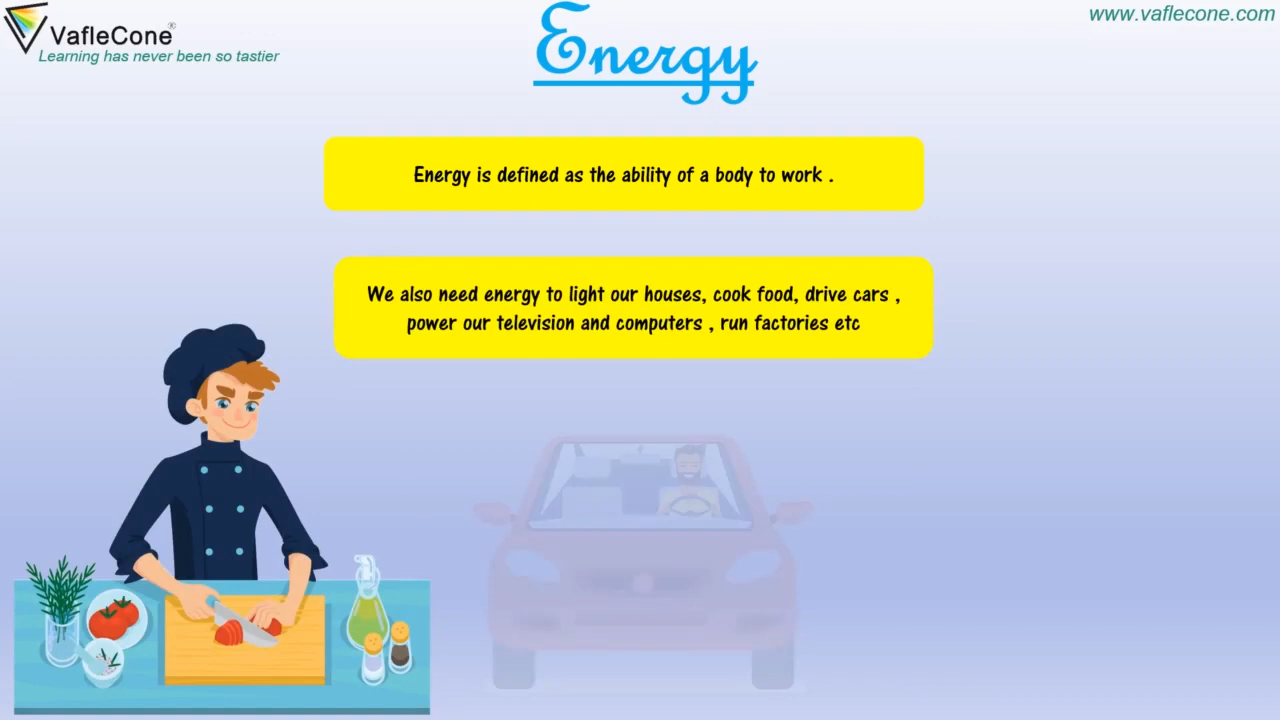 VafleCone®
Learning has never been so tastier
www.vaflecone.com
Energy
Energy is defined as the ability of a body to work .
We also need energy to light our houses, cook food, drive cars ,
power our television and computers , run factories etc